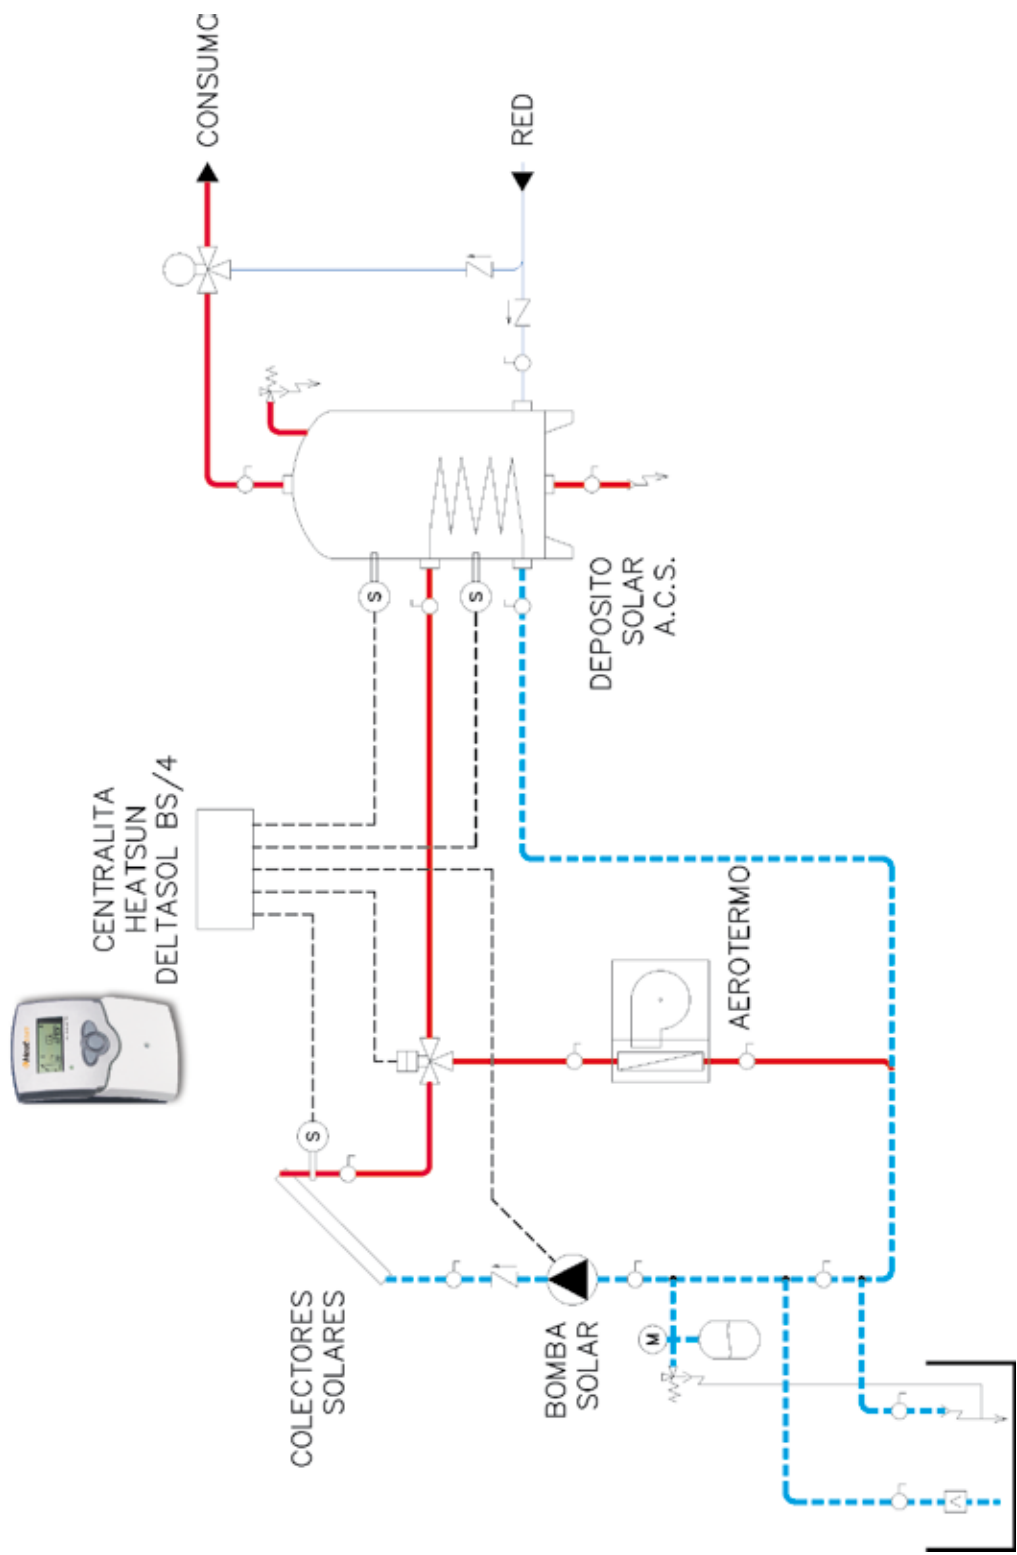 COLECTORES
SOLARES
S
CENTRALITA
HEATSUN
DELTASOL BS/4
CONSUMO
RED
S
S
DEPOSITO
SOLAR
A.C.S.
AEROTERMO
BOMBA
SOLAR
M